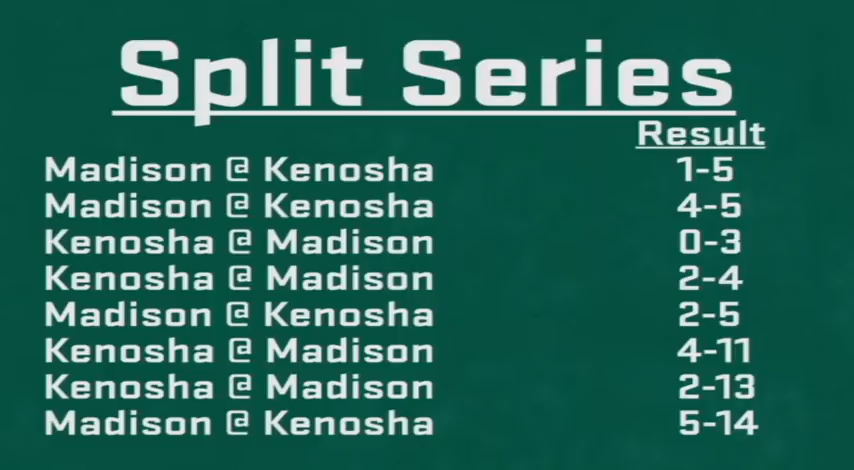 Split Series
Result
Madison @ Kenosha 1-5
Madison @ Kenosha 4-5
Kenosha @ Madison 0-3
Kenosha @ Madison 2-4
Madison @ Kenosha 2-5
Kenosha @ Madison 4-11
Kenosha @ Madison 2-13
Madison @ Kenosha 5-14